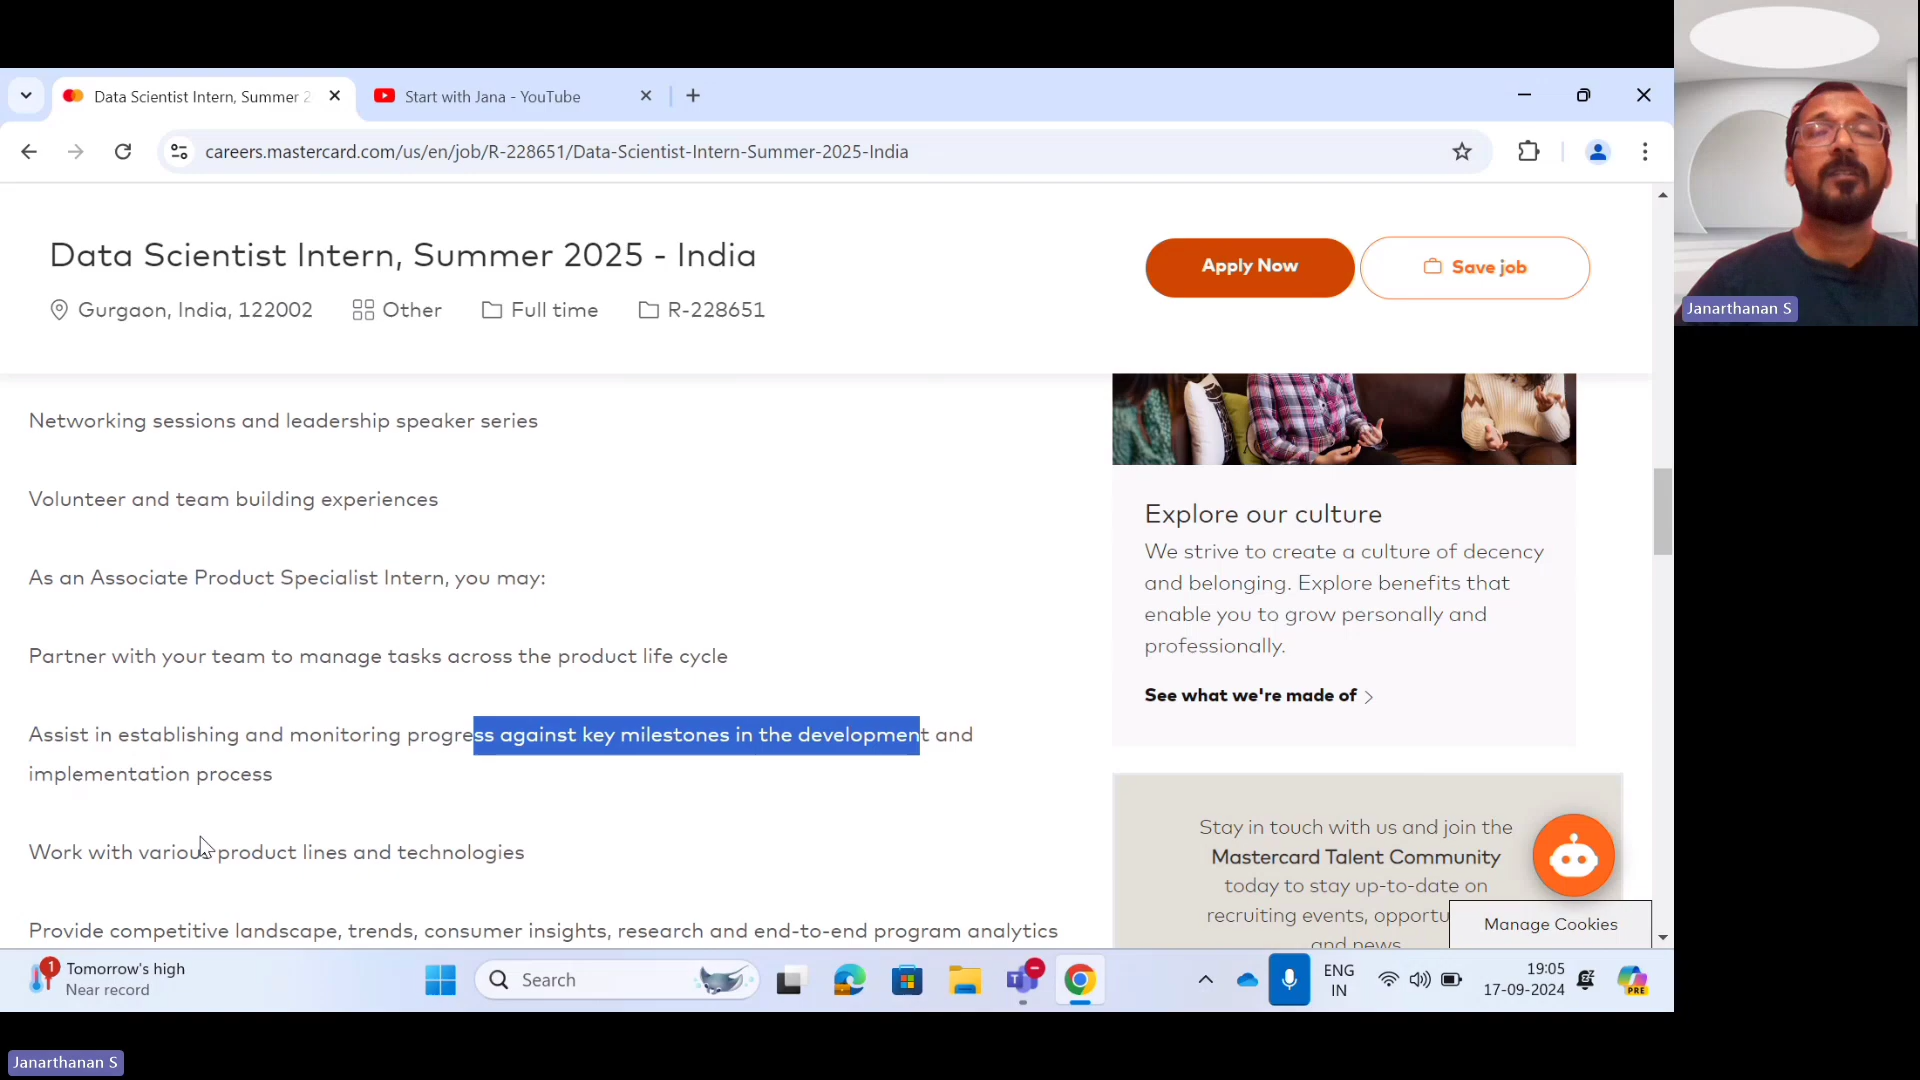 Data Scientist Intern, Summer 2
Start with Jana - YouTube
careers.mastercard.com/us/en/job/R-228651/Data-Scientist-Intern-Summer-2025-India
Data Scientist Intern, Summer 2025 - India
Gurgaon, India, 122002
Other
Full time
R-228651
Apply Now
Save job
Janarthanan S
Networking sessions and leadership speaker series
Volunteer and team building experiences
As an Associate Product Specialist Intern, you may:
Partner with your team to manage tasks across the product life cycle
Assist in establishing and monitoring progress against key milestones in the development and
implementation process
Work with various product lines and technologies
Provide competitive landscape, trends, consumer insights, research and end-to-end program analytics
Explore our culture
We strive to create a culture of decency
and belonging. Explore benefits that
enable you to grow personally and
professionally.
See what we're made of
Stay in touch with us and join the
Mastercard Talent Community
today to stay up-to-date on
recruiting events, opportu
and news
Manage Cookies
1
Tomorrow's high
Near record
Search
ENG
IN
19:05
17-09-2024
PRE
Janarthanan S